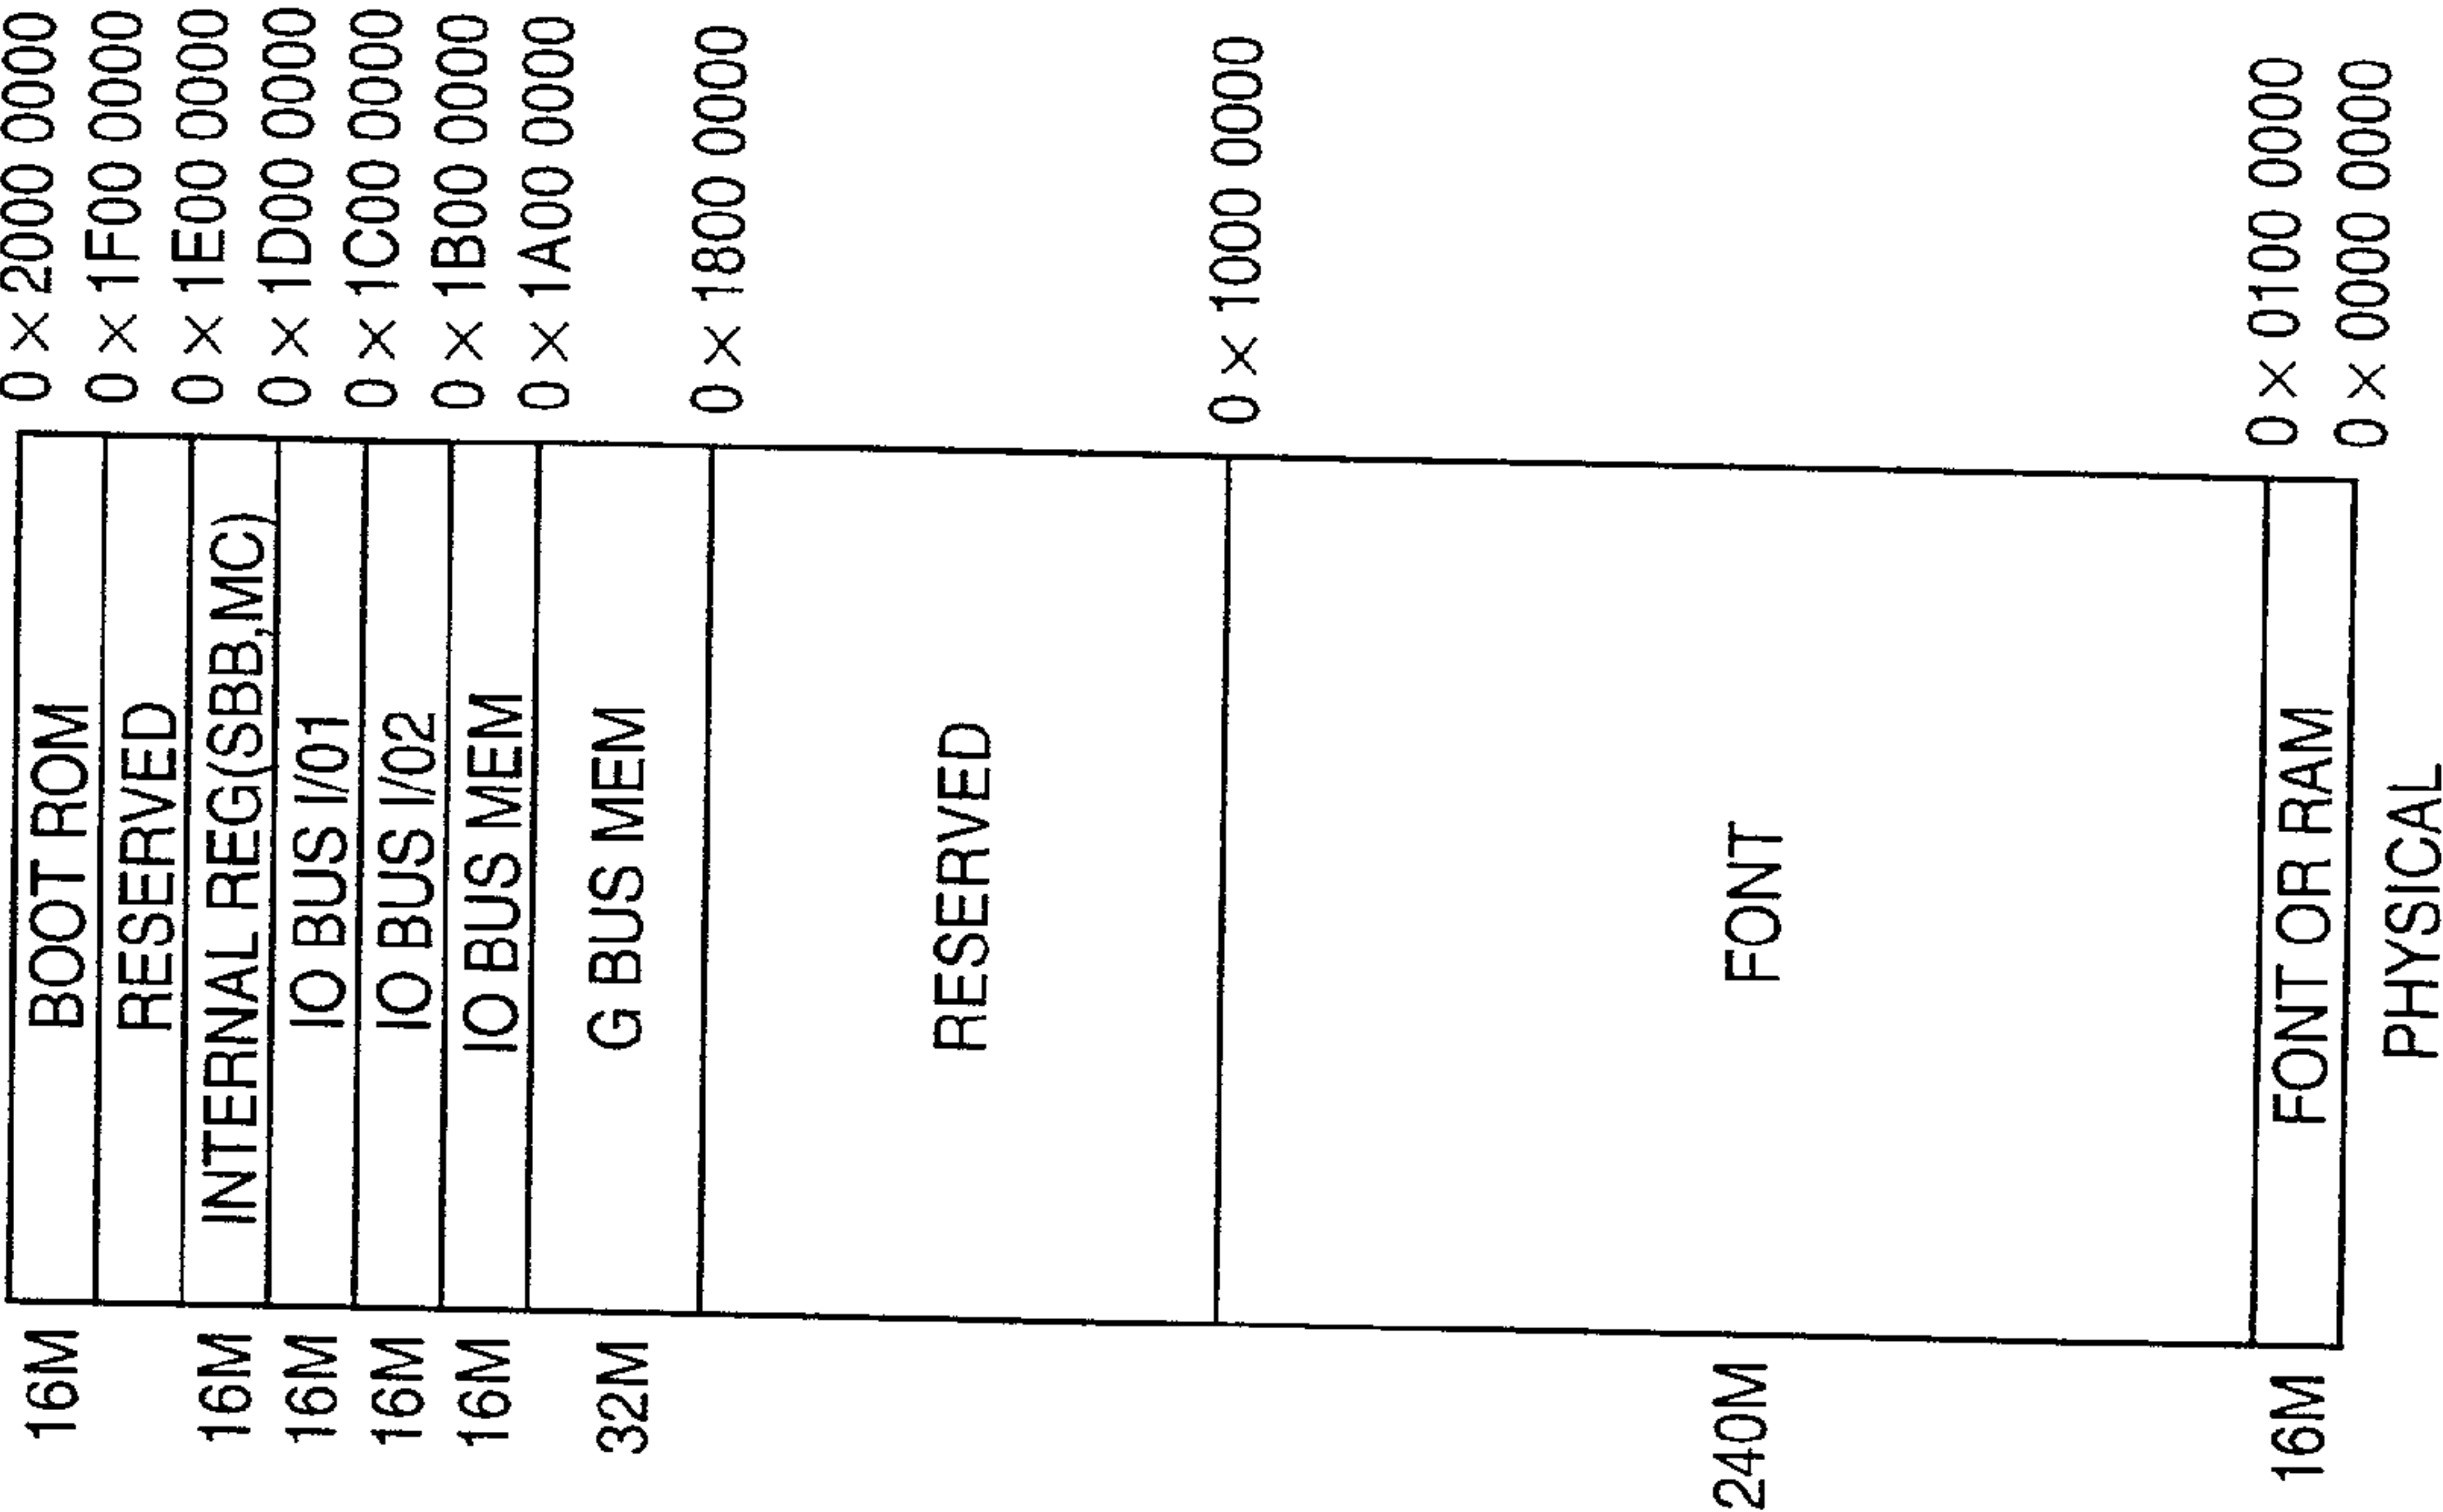 0×2000 0000
16M BOOT ROM
0×1F00 0000
RESERVED
0×1E00 0000
16M INTERNAL REG(SBB,MC)
0×1D00 0000
16M IO BUS I/01
0×1C00 0000
16M IO BUS I/02
0×1B00 0000
16M IO BUS MEM
0×1A00 0000
32M G BUS MEM
0×1800 0000
RESERVED
0×1000 0000
240M FONT
0×0100 0000
16M FONT OR RAM
0×0000 0000
PHYSICAL